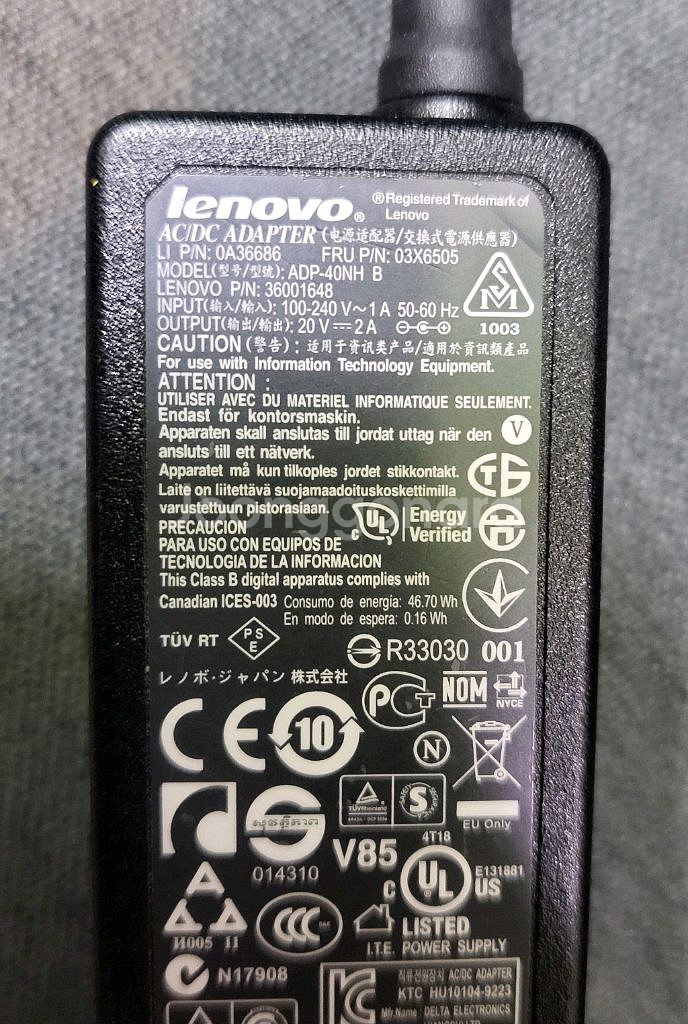 lenovo® ®Registered Trademark of
Lenovo
AC/DC ADAPTER (电源适配器/交換式電源供應器)
LI P/N: 0A36686 FRU P/N: 03X6505
MODEL(型号/型號): ADP-40NH B
LENOVO P/N: 36001648
INPUT(输入/輸入): 100-240 V～1 A 50-60 Hz
OUTPUT(输出/輸出): 20 V⎓2 A
1003
CAUTION (警告): 适用于资讯类产品/適用於資訊類產品
For use with Information Technology Equipment.
ATTENTION :
UTILISER AVEC DU MATERIEL INFORMATIQUE SEULEMENT.
Endast för kontorsmaskin.
Apparaten skall anslutas till jordat uttag när den
ansluts till ett nätverk.
V
Apparatet må kun tilkoples jordet stikkontakt.
Laite on liitettävä suojamaadoituskoskettimilla
varustettuun pistorasiaan.
PRECAUCION
PARA USO CON EQUIPOS DE
TECNOLOGIA DE LA INFORMACION
c UL Energy
Verified
This Class B digital apparatus complies with
Canadian ICES-003 Consumo de energía: 46.70 Wh
En modo de espera: 0.16 Wh
TÜV RT PSE
R33030 001
レノボ・ジャパン 株式会社
PCT NOM NYCE
CE 10 N
TÜVRheinland
EU Only
4T18
V85
014310
c UL US E131881
LISTED
I.T.E. POWER SUPPLY
И005 11
CCC S&E
N17908
직류전원장치 AC/DC ADAPTER
KTC HU10104-9223
Mfr.Name : DELTA ELECTRONICS